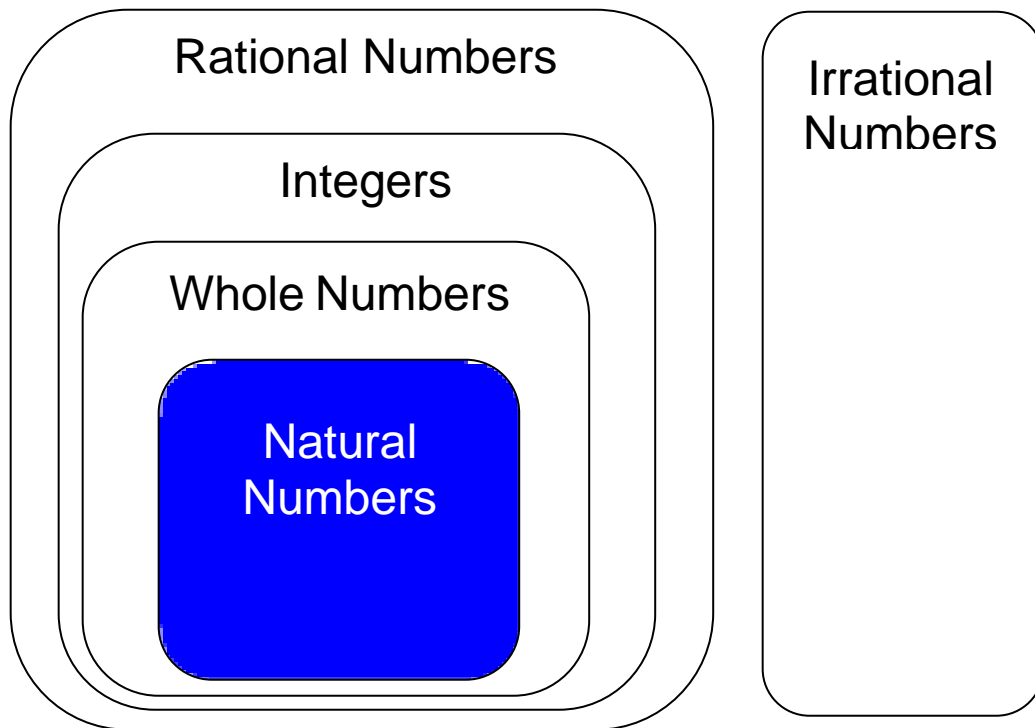 Rational Numbers
Irrational
Numbers
Integers
Whole Numbers
Natural
Numbers